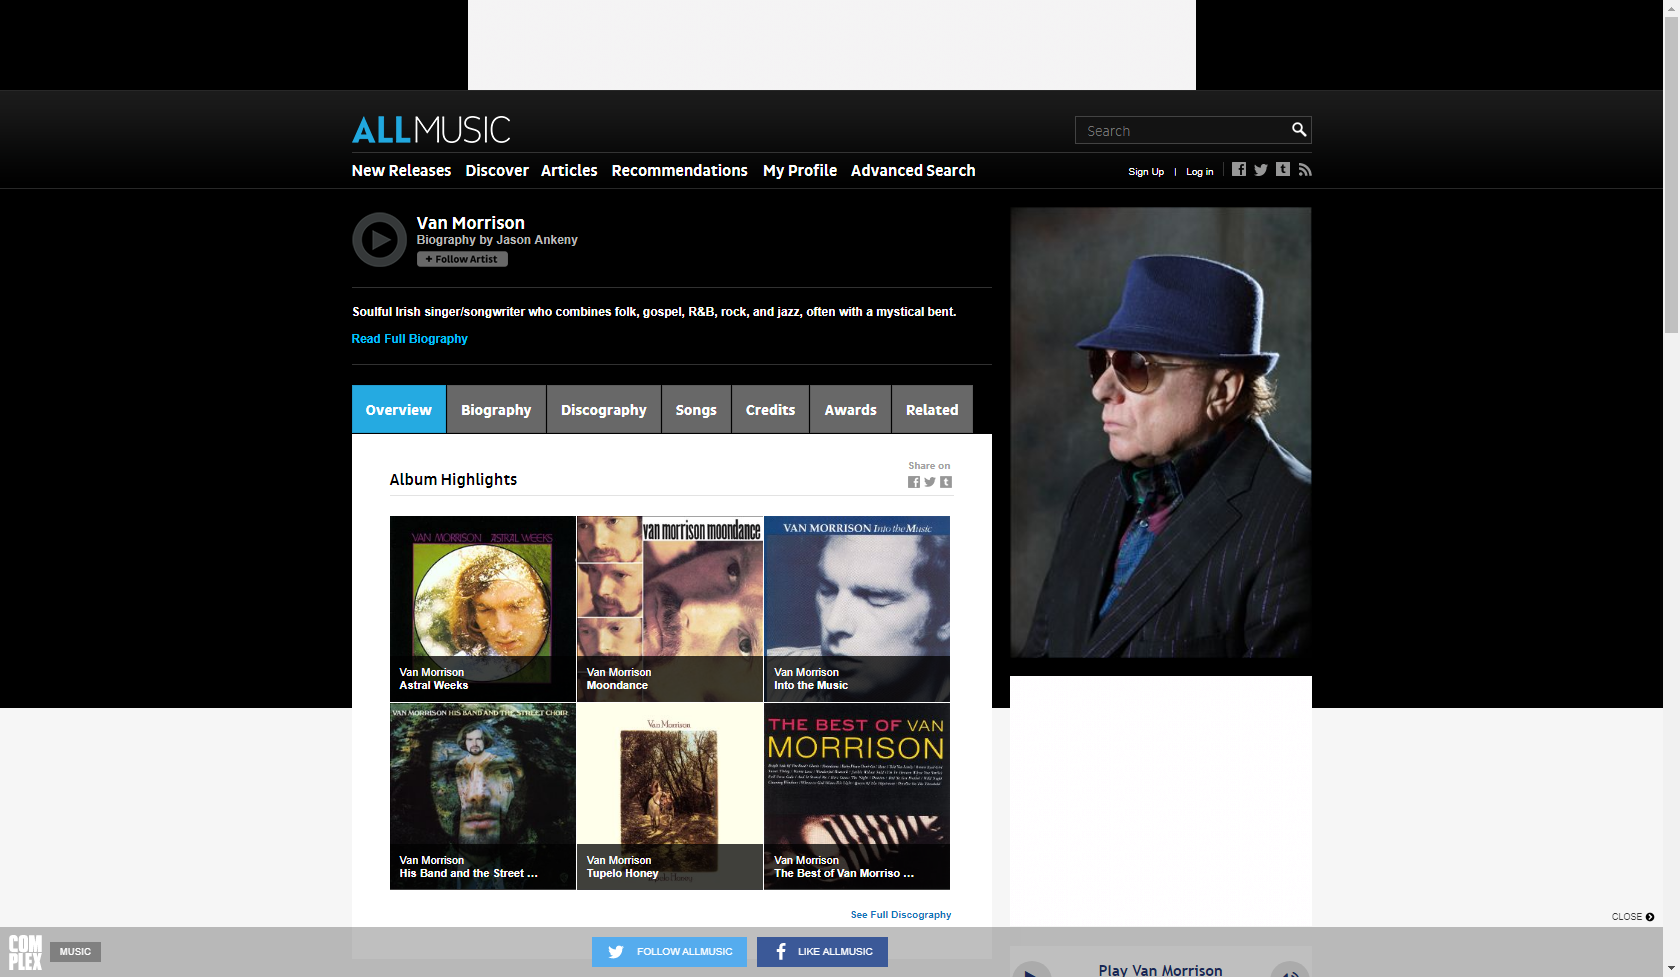 ALLMUSIC
Search
New Releases Discover Articles Recommendations My Profile Advanced Search
Sign Up | Log in
Van Morrison
Biography by Jason Ankeny
+ Follow Artist
Soulful Irish singer/songwriter who combines folk, gospel, R&B, rock, and jazz, often with a mystical bent.
Read Full Biography
Overview Biography Discography Songs Credits Awards Related
Album Highlights
Share on
VAN MORRISON ASTRAL WEEKS
Van Morrison
Astral Weeks
van morrison moondance
Van Morrison
Moondance
VAN MORRISON Into the Music
Van Morrison
Into the Music
VAN MORRISON HIS BAND AND THE STREET CHOIR
Van Morrison
His Band and the Street ...
Van Morrison
Van Morrison
Tupelo Honey
Tupelo Honey
THE BEST OF VAN
MORRISON
Van Morrison
The Best of Van Morriso ...
See Full Discography
CLOSE
COM
PLEX
MUSIC
FOLLOW ALLMUSIC
LIKE ALLMUSIC
Play Van Morrison